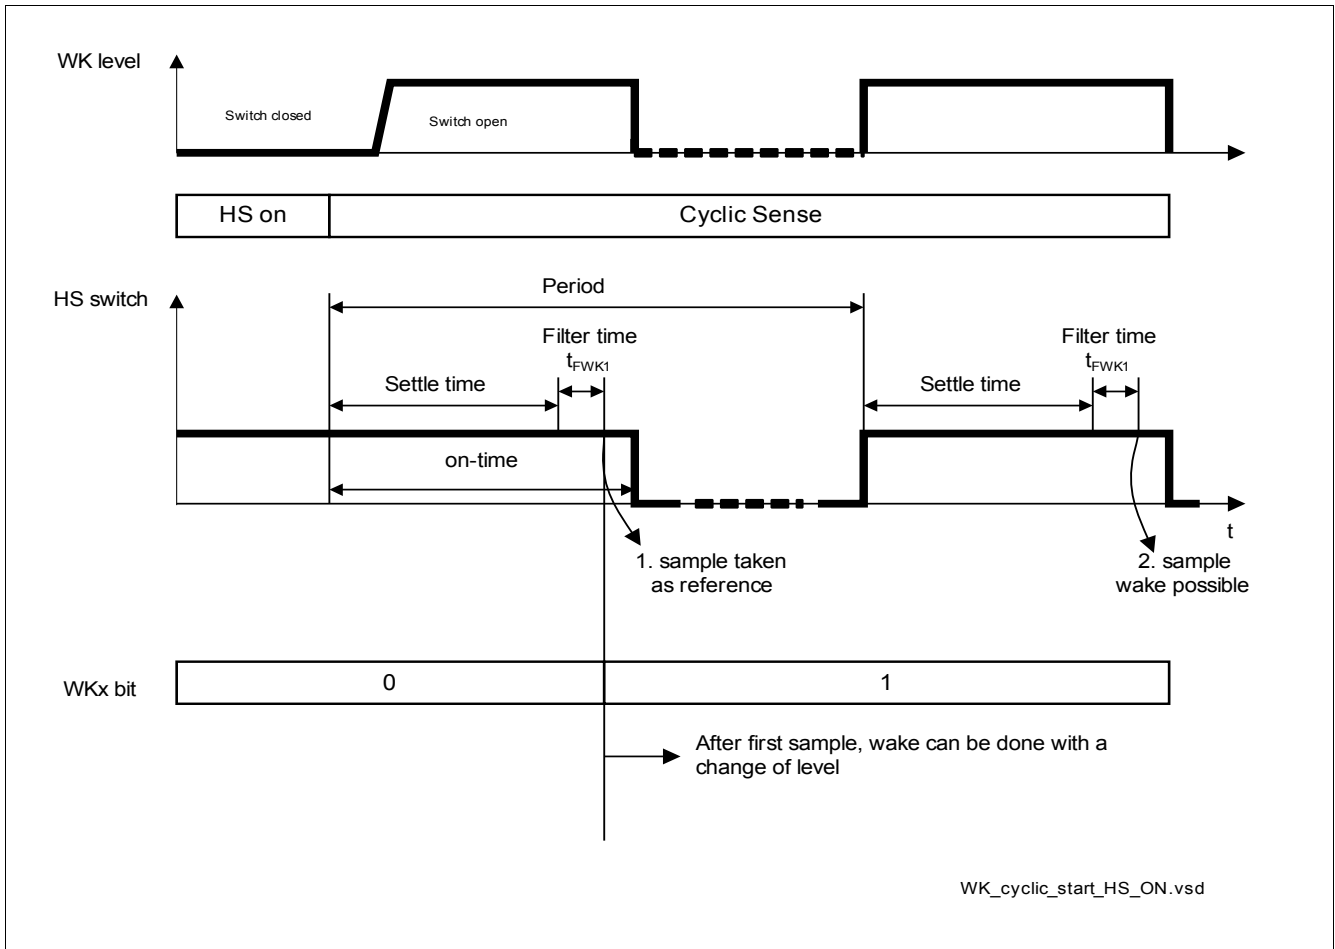 WK level
Switch closed
Switch open
HS on
Cyclic Sense
HS switch
Period
Filter time
tFWK1
Filter time
tFWK1
Settle time
Settle time
on-time
t
1. sample taken
as reference
2. sample
wake possible
WKx bit
0
1
After first sample, wake can be done with a
change of level
WK_cyclic_start_HS_ON.vsd